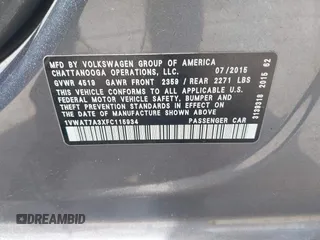 MFD BY VOLKSWAGEN GROUP OF AMERICA
CHATTANOOGA OPERATIONS, LLC. 07/2015
GVWR 4519 GAWR FRONT 2359 / REAR 2271 LBS
THIS VEHICLE CONFORMS TO ALL APPLICABLE U.S.
FEDERAL MOTOR VEHICLE SAFETY, BUMPER AND
THEFT PREVENTION STANDARDS IN EFFECT ON THE
DATE OF MANUFACTURE SHOWN ABOVE.
1VWAT7A3XFC115934 PASSENGER CAR
2015 62
DREAMBID